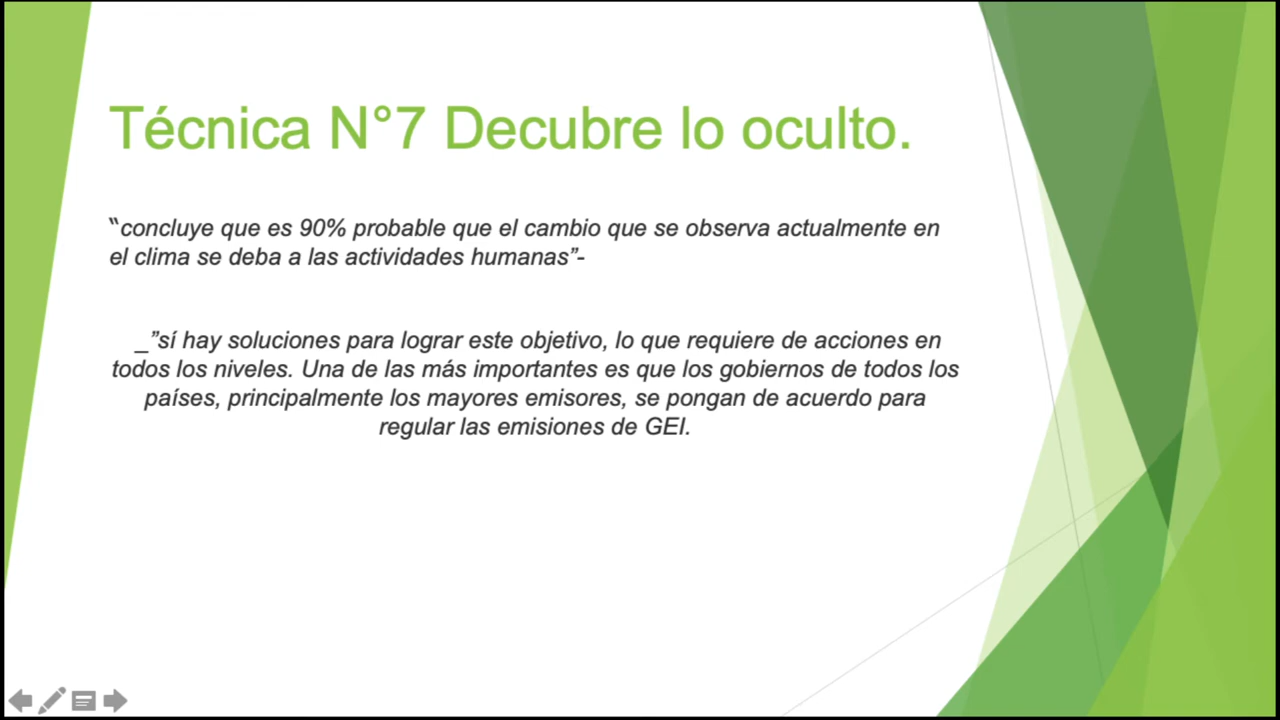 Técnica N°7 Decubre lo oculto.
‟concluye que es 90% probable que el cambio que se observa actualmente en
el clima se deba a las actividades humanas”-
_”sí hay soluciones para lograr este objetivo, lo que requiere de acciones en
todos los niveles. Una de las más importantes es que los gobiernos de todos los
países, principalmente los mayores emisores, se pongan de acuerdo para
regular las emisiones de GEI.